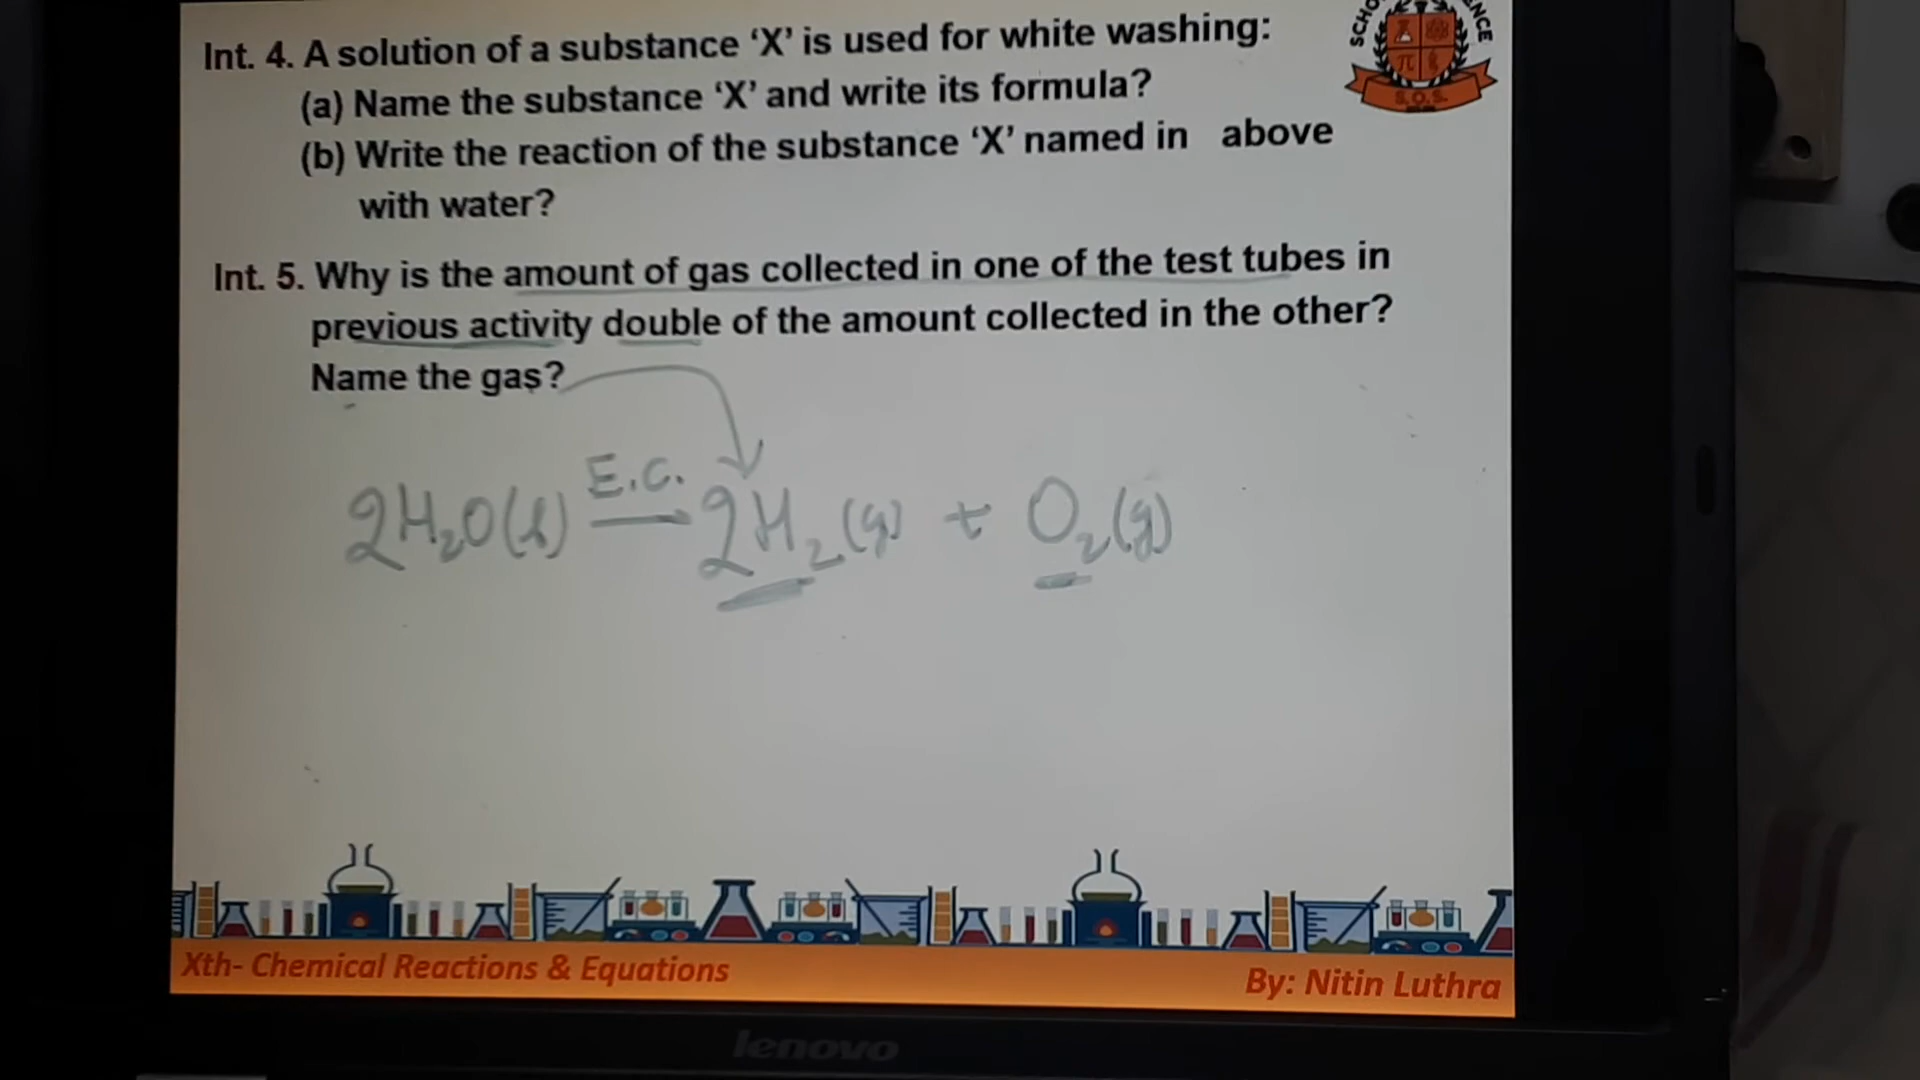 Int. 4. A solution of a substance ‘X’ is used for white washing:
(a) Name the substance ‘X’ and write its formula?
(b) Write the reaction of the substance ‘X’ named in above
with water?
Int. 5. Why is the amount of gas collected in one of the test tubes in
previous activity double of the amount collected in the other?
Name the gas?
E.C.
2H₂O(l) → 2H₂(g) + O₂(g)
S.O.S.
Xth- Chemical Reactions & Equations
By: Nitin Luthra
lenovo